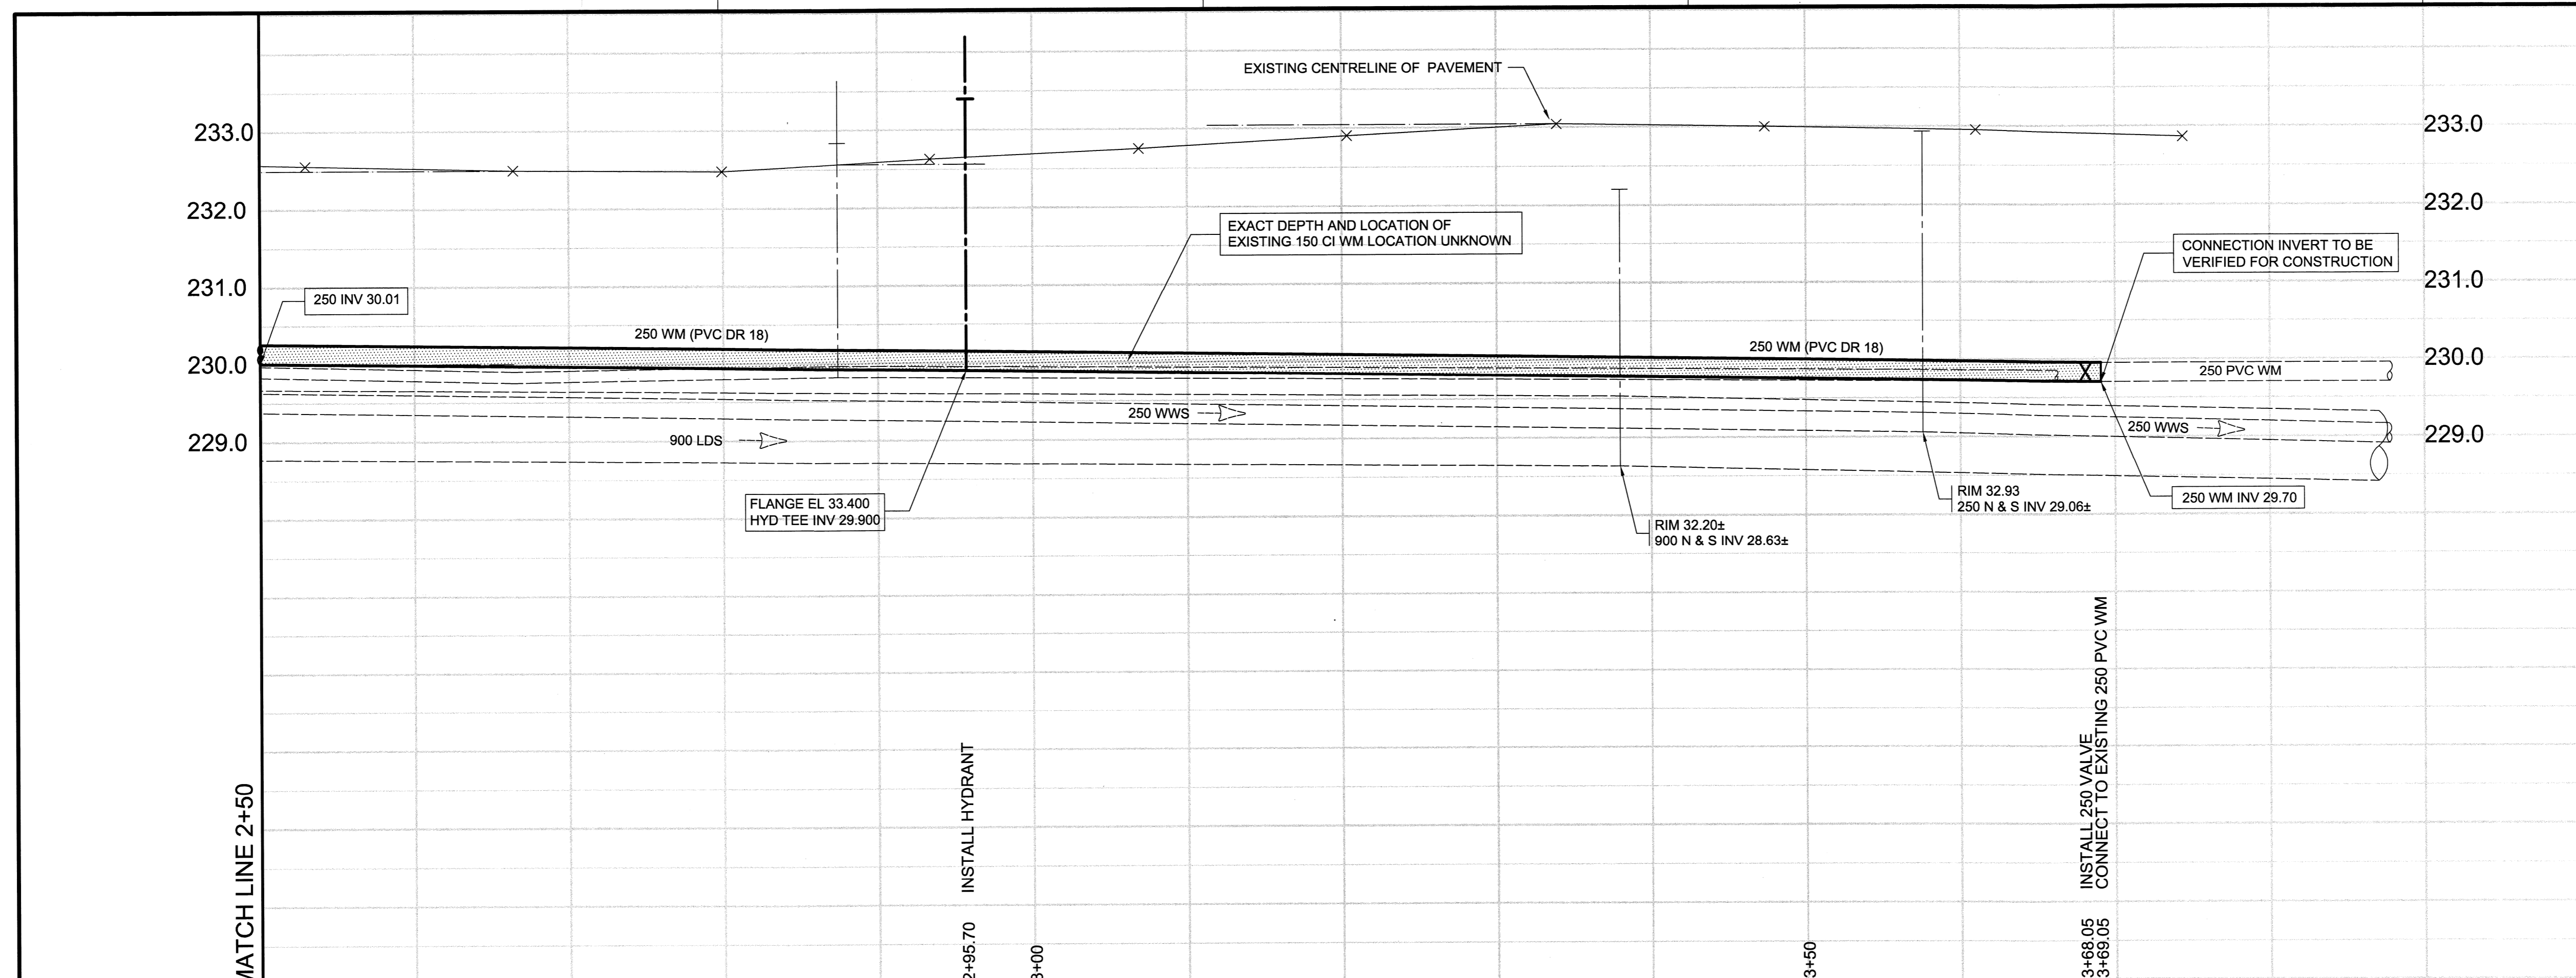 EXISTING CENTRELINE OF PAVEMENT
233.0
233.0
232.0
232.0
EXACT DEPTH AND LOCATION OF
EXISTING 150 CI WM LOCATION UNKNOWN
CONNECTION INVERT TO BE
VERIFIED FOR CONSTRUCTION
231.0
231.0
250 INV 30.01
250 WM (PVC DR 18)
250 WM (PVC DR 18)
230.0
230.0
X
250 PVC WM
250 WWS
250 WWS
900 LDS
229.0
229.0
FLANGE EL 33.400
HYD TEE INV 29.900
RIM 32.93
250 N & S INV 29.06±
250 WM INV 29.70
RIM 32.20±
900 N & S INV 28.63±
MATCH LINE 2+50
2+95.70 INSTALL HYDRANT
3+00
3+50
3+68.05 INSTALL 250 VALVE
3+69.05 CONNECT TO EXISTING 250 PVC WM